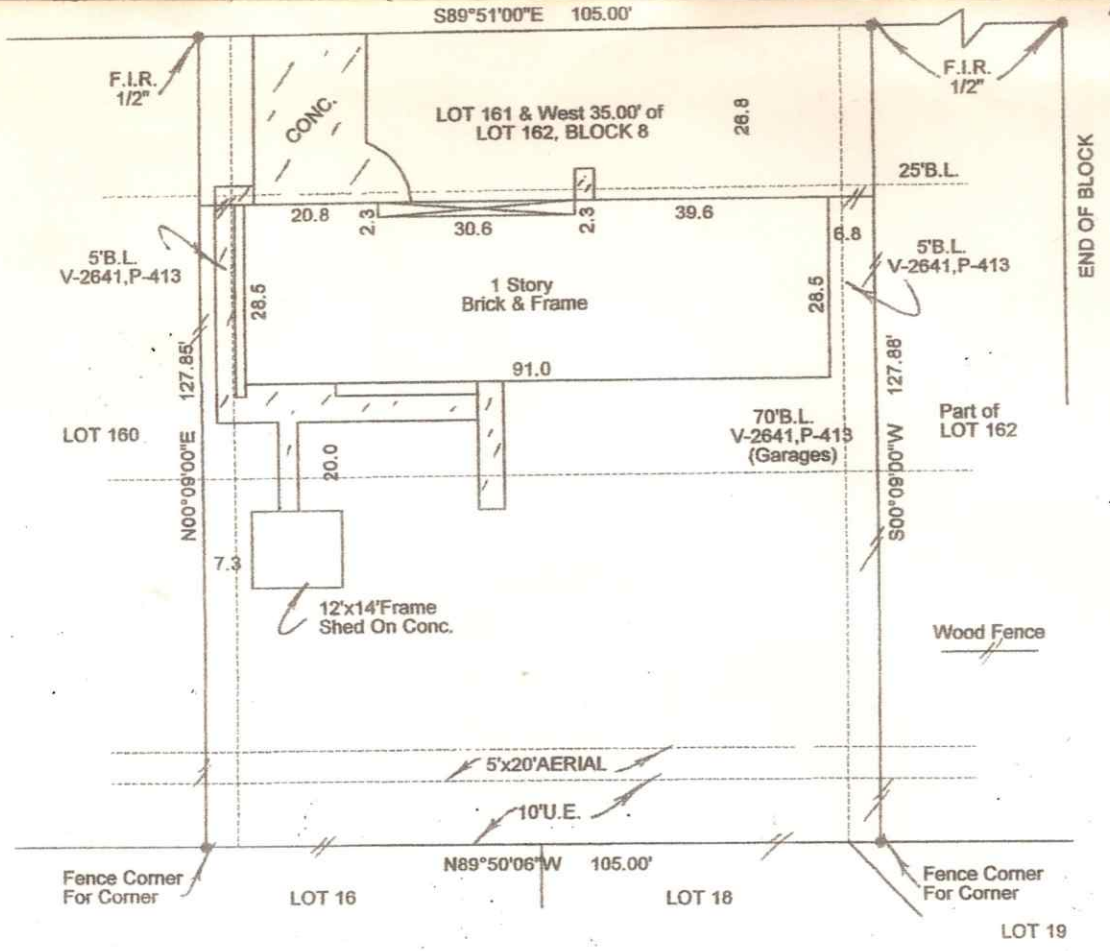 S89°51'00"E 105.00'
F.I.R.
1/2"
CONC.
LOT 161 & West 35.00' of
LOT 162, BLOCK 8
26.8
F.I.R.
1/2"
25'B.L.
END OF BLOCK
20.8
2.3
30.6
2.3
39.6
6.8
5'B.L.
V-2641,P-413
5'B.L.
V-2641,P-413
28.5
1 Story
Brick & Frame
28.5
N00°09'00"E 127.85'
S00°09'00"W 127.88'
91.0
LOT 160
70'B.L.
V-2641,P-413
(Garages)
Part of
LOT 162
20.0
7.3
12'x14'Frame
Shed On Conc.
Wood Fence
5'x20'AERIAL
10'U.E.
N89°50'06"W 105.00'
Fence Corner
For Corner
LOT 16
LOT 18
Fence Corner
For Corner
LOT 19